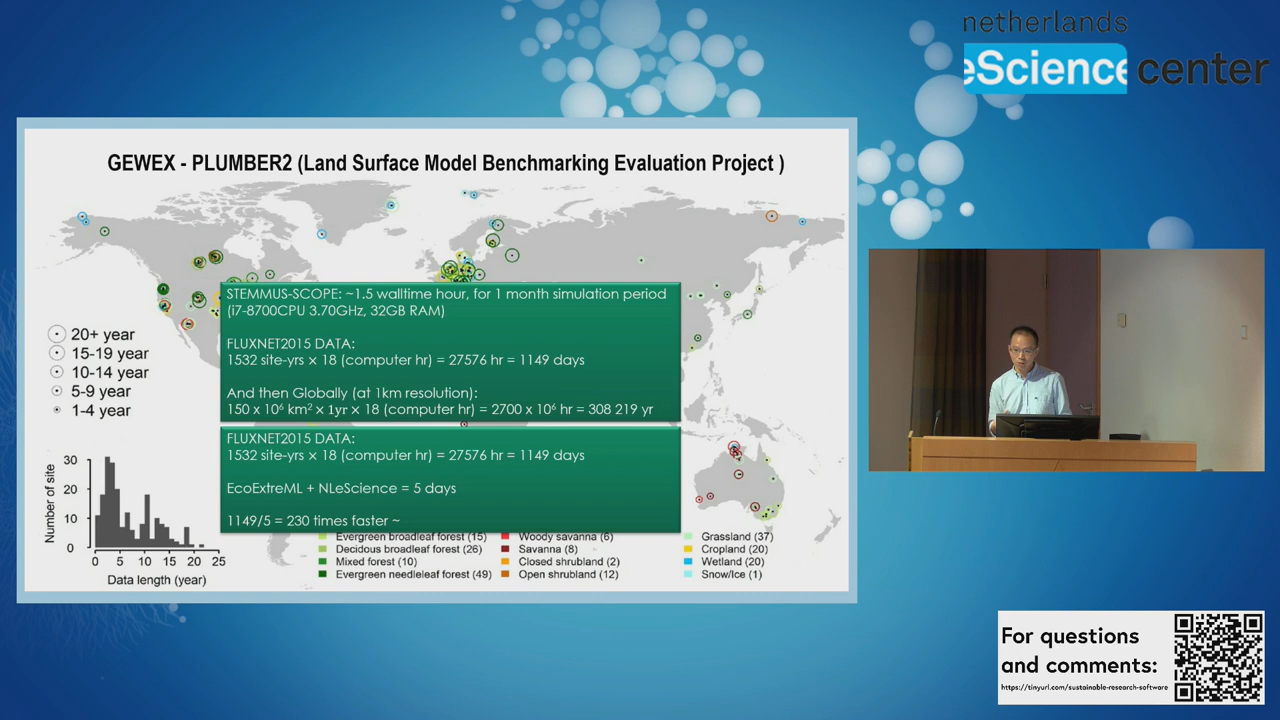 netherlands
eScience center
GEWEX - PLUMBER2 (Land Surface Model Benchmarking Evaluation Project )
STEMMUS-SCOPE: ~1.5 walltime hour, for 1 month simulation period
(i7-8700CPU 3.70GHz, 32GB RAM)
FLUXNET2015 DATA:
1532 site-yrs × 18 (computer hr) = 27576 hr = 1149 days
And then Globally (at 1km resolution):
150 x 10⁶ km² × 1yr × 18 (computer hr) = 2700 × 10⁶ hr = 308 219 yr
FLUXNET2015 DATA:
1532 site-yrs × 18 (computer hr) = 27576 hr = 1149 days
EcoExtreML + NLeScience = 5 days
1149/5 = 230 times faster ~
20+ year
15-19 year
10-14 year
5-9 year
1-4 year
Number of site
30
20
10
0
0 5 10 15 20 25
Data length (year)
Evergreen broadleaf forest (15)
Decidous broadleaf forest (26)
Mixed forest (10)
Evergreen needleleaf forest (49)
Woody savanna (6)
Savanna (8)
Closed shrubland (2)
Open shrubland (12)
Grassland (37)
Cropland (20)
Wetland (20)
Snow/Ice (1)
For questions
and comments:
https://tinyurl.com/sustainable-research-software